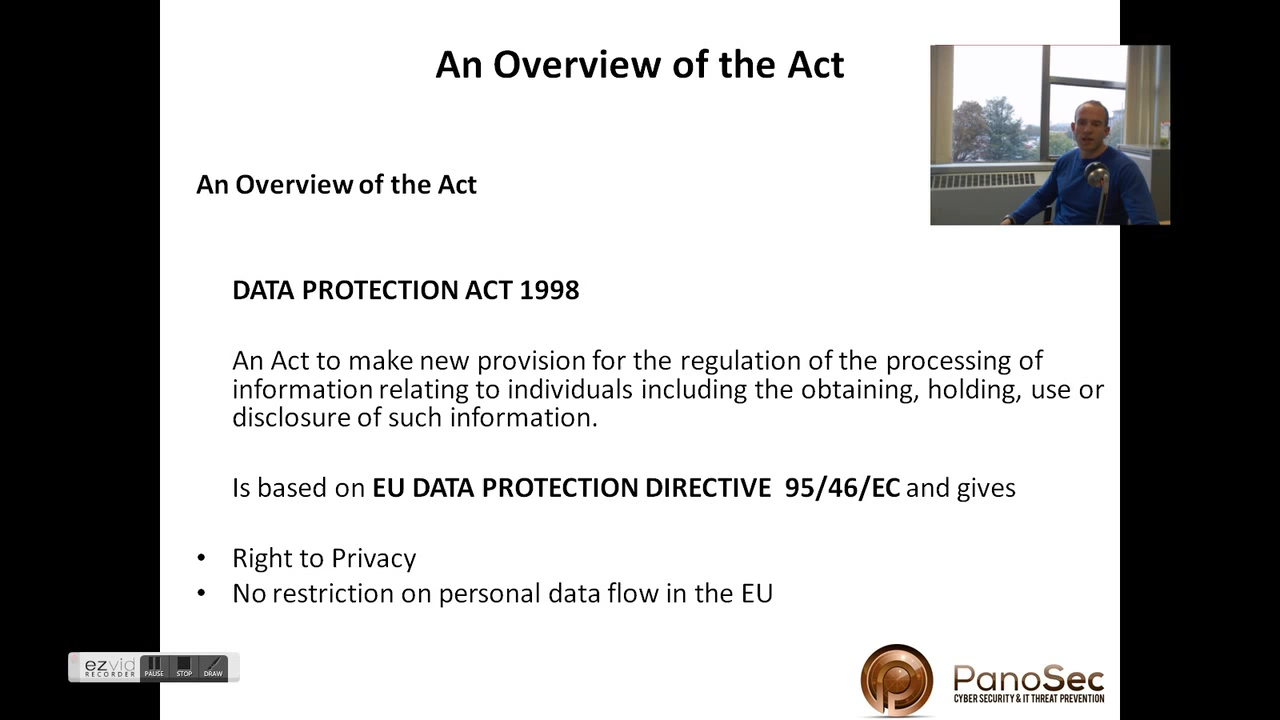 An Overview of the Act
An Overview of the Act
DATA PROTECTION ACT 1998
An Act to make new provision for the regulation of the processing of
information relating to individuals including the obtaining, holding, use or
disclosure of such information.
Is based on EU DATA PROTECTION DIRECTIVE 95/46/EC and gives
• Right to Privacy
• No restriction on personal data flow in the EU
ezvid
RECORDER
PAUSE STOP DRAW
PanoSec
CYBER SECURITY & IT THREAT PREVENTION